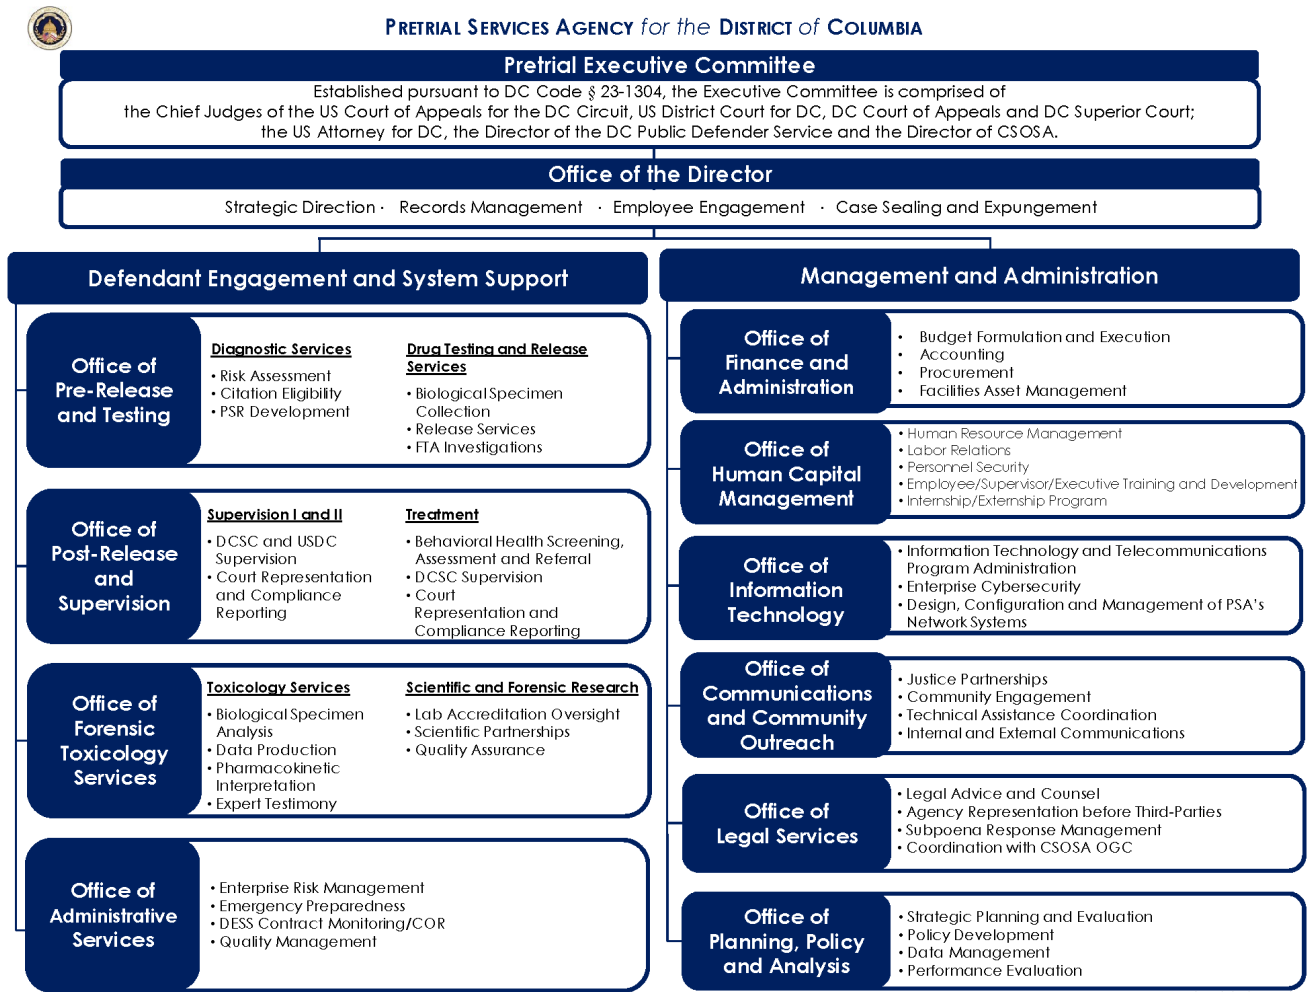 PRETRIAL SERVICES AGENCY for the DISTRICT of COLUMBIA
Pretrial Executive Committee
Established pursuant to DC Code § 23-1304, the Executive Committee is comprised of
the Chief Judges of the US Court of Appeals for the DC Circuit, US District Court for DC, DC Court of Appeals and DC Superior Court;
the US Attorney for DC, the Director of the DC Public Defender Service and the Director of CSOSA.
Office of the Director
Strategic Direction · Records Management · Employee Engagement · Case Sealing and Expungement
Defendant Engagement and System Support
Office of
Pre-Release
and Testing
Diagnostic Services
• Risk Assessment
• Citation Eligibility
• PSR Development
Drug Testing and Release
Services
• Biological Specimen
Collection
• Release Services
• FTA Investigations
Office of
Post-Release
and
Supervision
Supervision I and II
• DCSC and USDC
Supervision
• Court Representation
and Compliance
Reporting
Treatment
• Behavioral Health Screening,
Assessment and Referral
• DCSC Supervision
• Court
Representation and
Compliance Reporting
Office of
Forensic
Toxicology
Services
Toxicology Services
• Biological Specimen
Analysis
• Data Production
• Pharmacokinetic
Interpretation
• Expert Testimony
Scientific and Forensic Research
• Lab Accreditation Oversight
• Scientific Partnerships
• Quality Assurance
Office of
Administrative
Services
• Enterprise Risk Management
• Emergency Preparedness
• DESS Contract Monitoring/COR
• Quality Management
Management and Administration
Office of
Finance and
Administration
• Budget Formulation and Execution
• Accounting
• Procurement
• Facilities Asset Management
Office of
Human Capital
Management
• Human Resource Management
• Labor Relations
• Personnel Security
• Employee/Supervisor/Executive Training and Development
• Internship/Externship Program
Office of
Information
Technology
• Information Technology and Telecommunications
Program Administration
• Enterprise Cybersecurity
• Design, Configuration and Management of PSA's
Network Systems
Office of
Communications
and Community
Outreach
• Justice Partnerships
• Community Engagement
• Technical Assistance Coordination
• Internal and External Communications
Office of
Legal Services
• Legal Advice and Counsel
• Agency Representation before Third-Parties
• Subpoena Response Management
• Coordination with CSOSA OGC
Office of
Planning, Policy
and Analysis
• Strategic Planning and Evaluation
• Policy Development
• Data Management
• Performance Evaluation